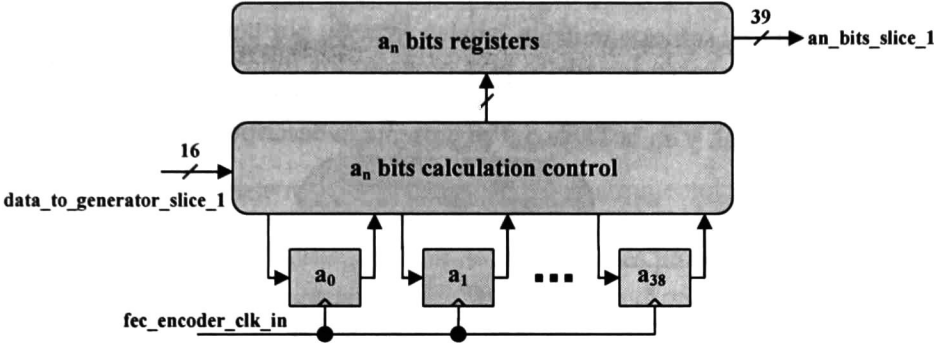 aₙ bits registers
39
an_bits_slice_1
aₙ bits calculation control
16
data_to_generator_slice_1
a₀
a₁
a₃₈
fec_encoder_clk_in